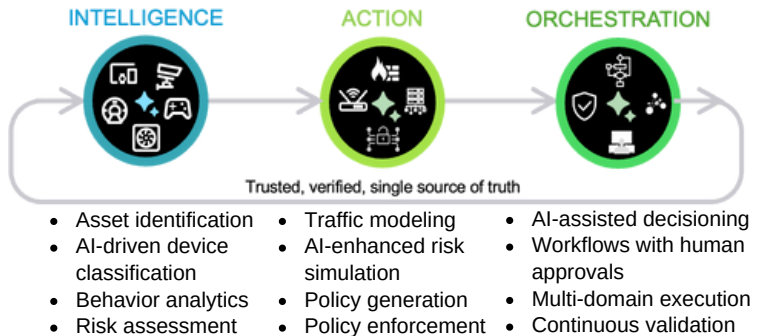 INTELLIGENCE
ACTION
ORCHESTRATION
Trusted, verified, single source of truth
• Asset identification
• AI-driven device
classification
• Behavior analytics
• Risk assessment
• Traffic modeling
• AI-enhanced risk
simulation
• Policy generation
• Policy enforcement
• AI-assisted decisioning
• Workflows with human
approvals
• Multi-domain execution
• Continuous validation